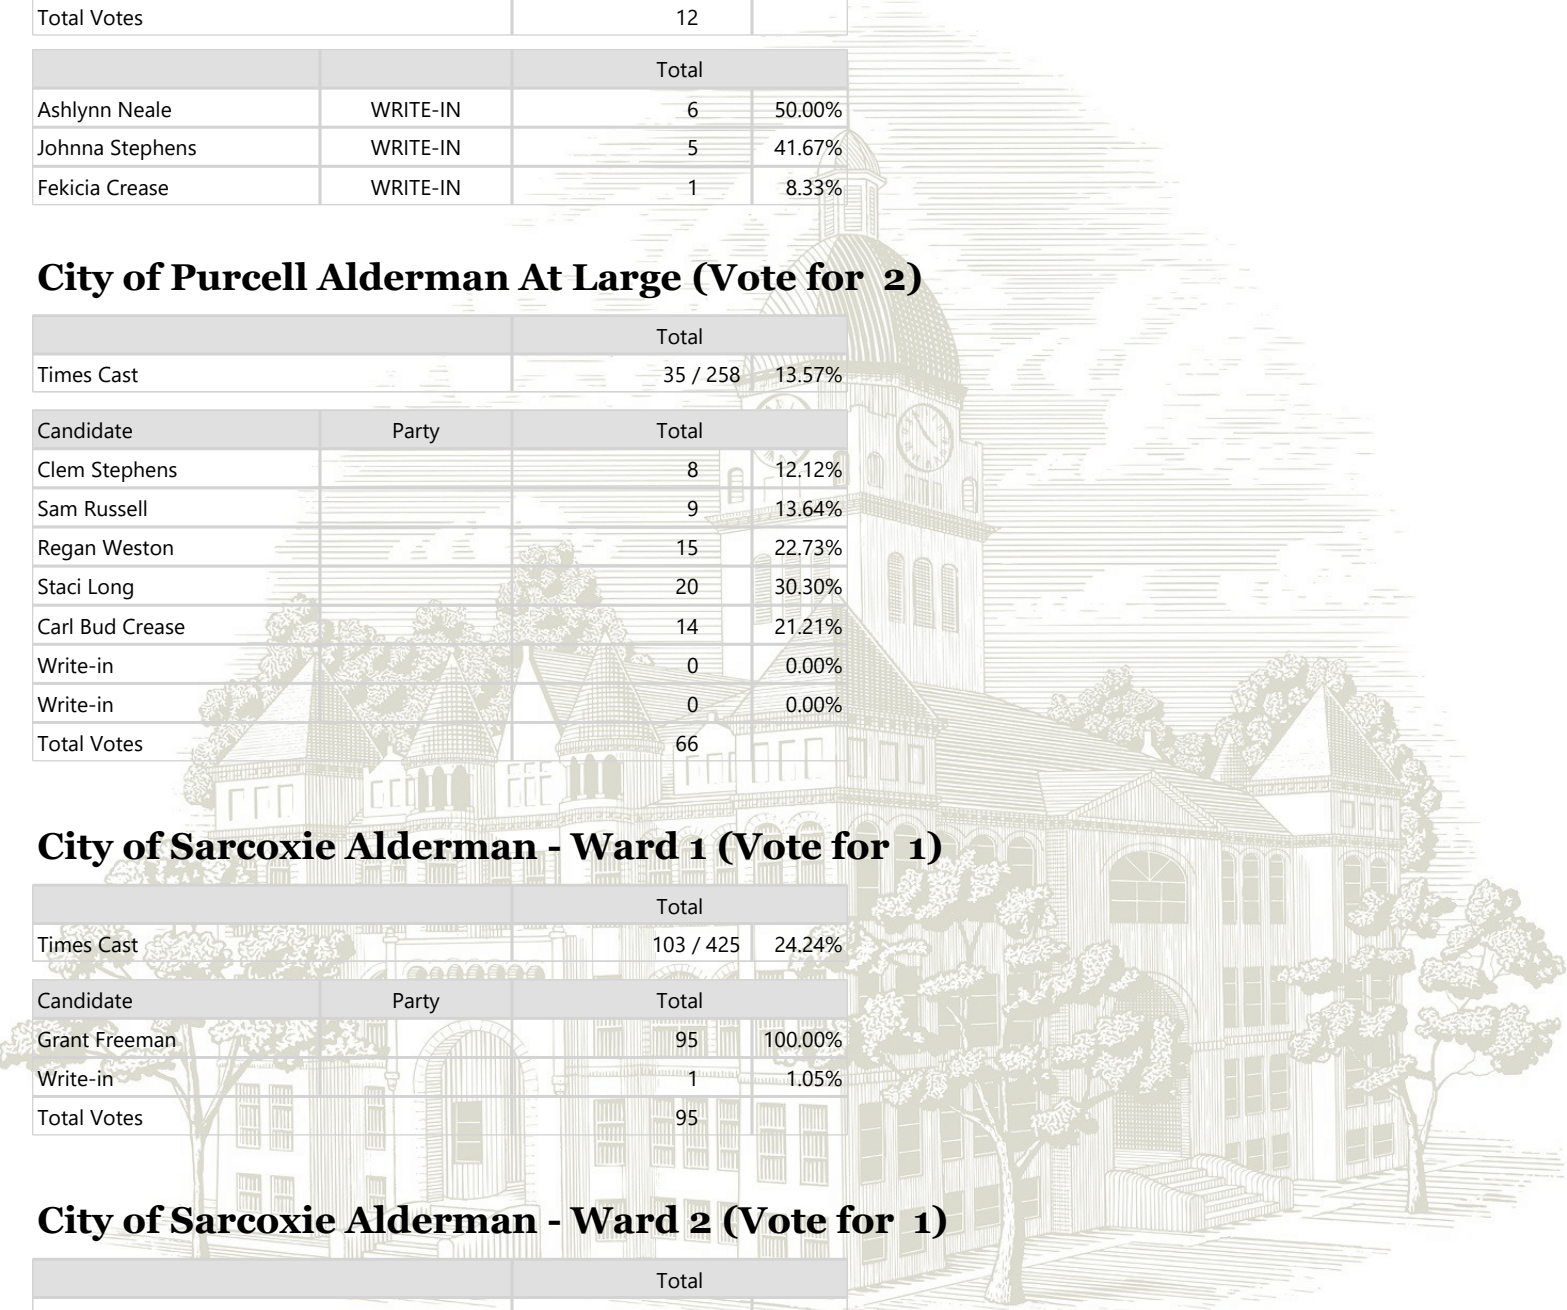 Total Votes 12
Total
Ashlynn Neale WRITE-IN 6 50.00%
Johnna Stephens WRITE-IN 5 41.67%
Fekicia Crease WRITE-IN 1 8.33%
City of Purcell Alderman At Large (Vote for 2)
Total
Times Cast 35 / 258 13.57%
Candidate Party Total
Clem Stephens 8 12.12%
Sam Russell 9 13.64%
Regan Weston 15 22.73%
Staci Long 20 30.30%
Carl Bud Crease 14 21.21%
Write-in 0 0.00%
Write-in 0 0.00%
Total Votes 66
City of Sarcoxie Alderman - Ward 1 (Vote for 1)
Total
Times Cast 103 / 425 24.24%
Candidate Party Total
Grant Freeman 95 100.00%
Write-in 1 1.05%
Total Votes 95
City of Sarcoxie Alderman - Ward 2 (Vote for 1)
Total